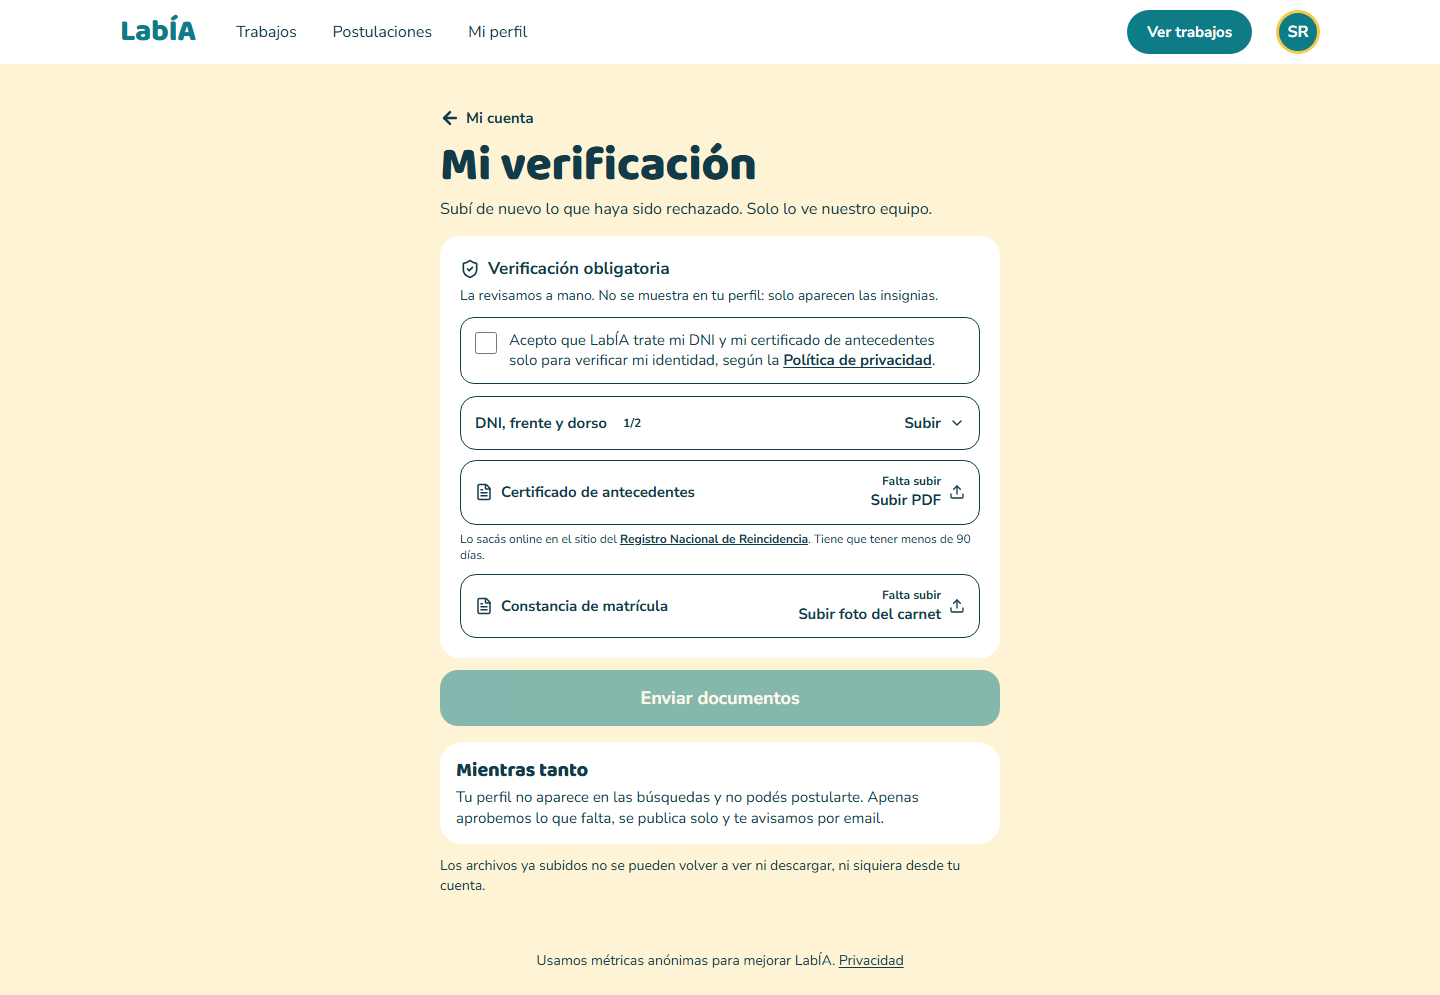 LabÍA
Trabajos
Postulaciones
Mi perfil
Ver trabajos
SR
Mi cuenta
Mi verificación
Subí de nuevo lo que haya sido rechazado. Solo lo ve nuestro equipo.
Verificación obligatoria
La revisamos a mano. No se muestra en tu perfil: solo aparecen las insignias.
Acepto que LabÍA trate mi DNI y mi certificado de antecedentes
solo para verificar mi identidad, según la Política de privacidad.
DNI, frente y dorso 1/2
Subir
Certificado de antecedentes
Falta subir
Subir PDF
Lo sacás online en el sitio del Registro Nacional de Reincidencia. Tiene que tener menos de 90
días.
Constancia de matrícula
Falta subir
Subir foto del carnet
Enviar documentos
Mientras tanto
Tu perfil no aparece en las búsquedas y no podés postularte. Apenas
aprobemos lo que falta, se publica solo y te avisamos por email.
Los archivos ya subidos no se pueden volver a ver ni descargar, ni siquiera desde tu
cuenta.
Usamos métricas anónimas para mejorar LabÍA. Privacidad